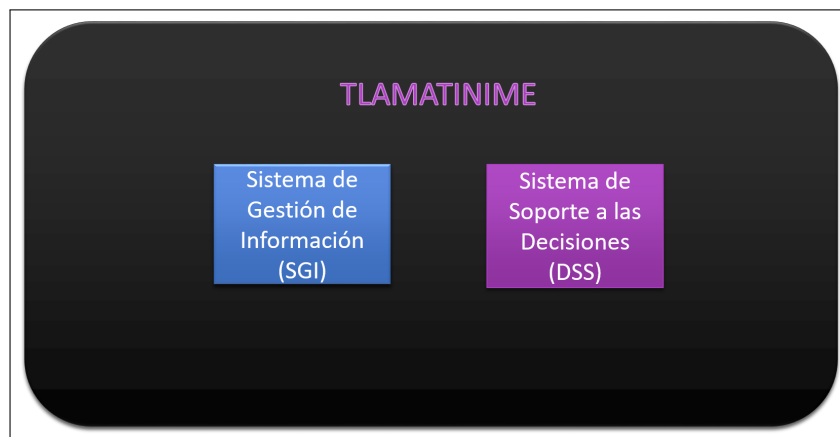 TLAMATINIME
Sistema de
Gestión de
Información
(SGI)
Sistema de
Soporte a las
Decisiones
(DSS)